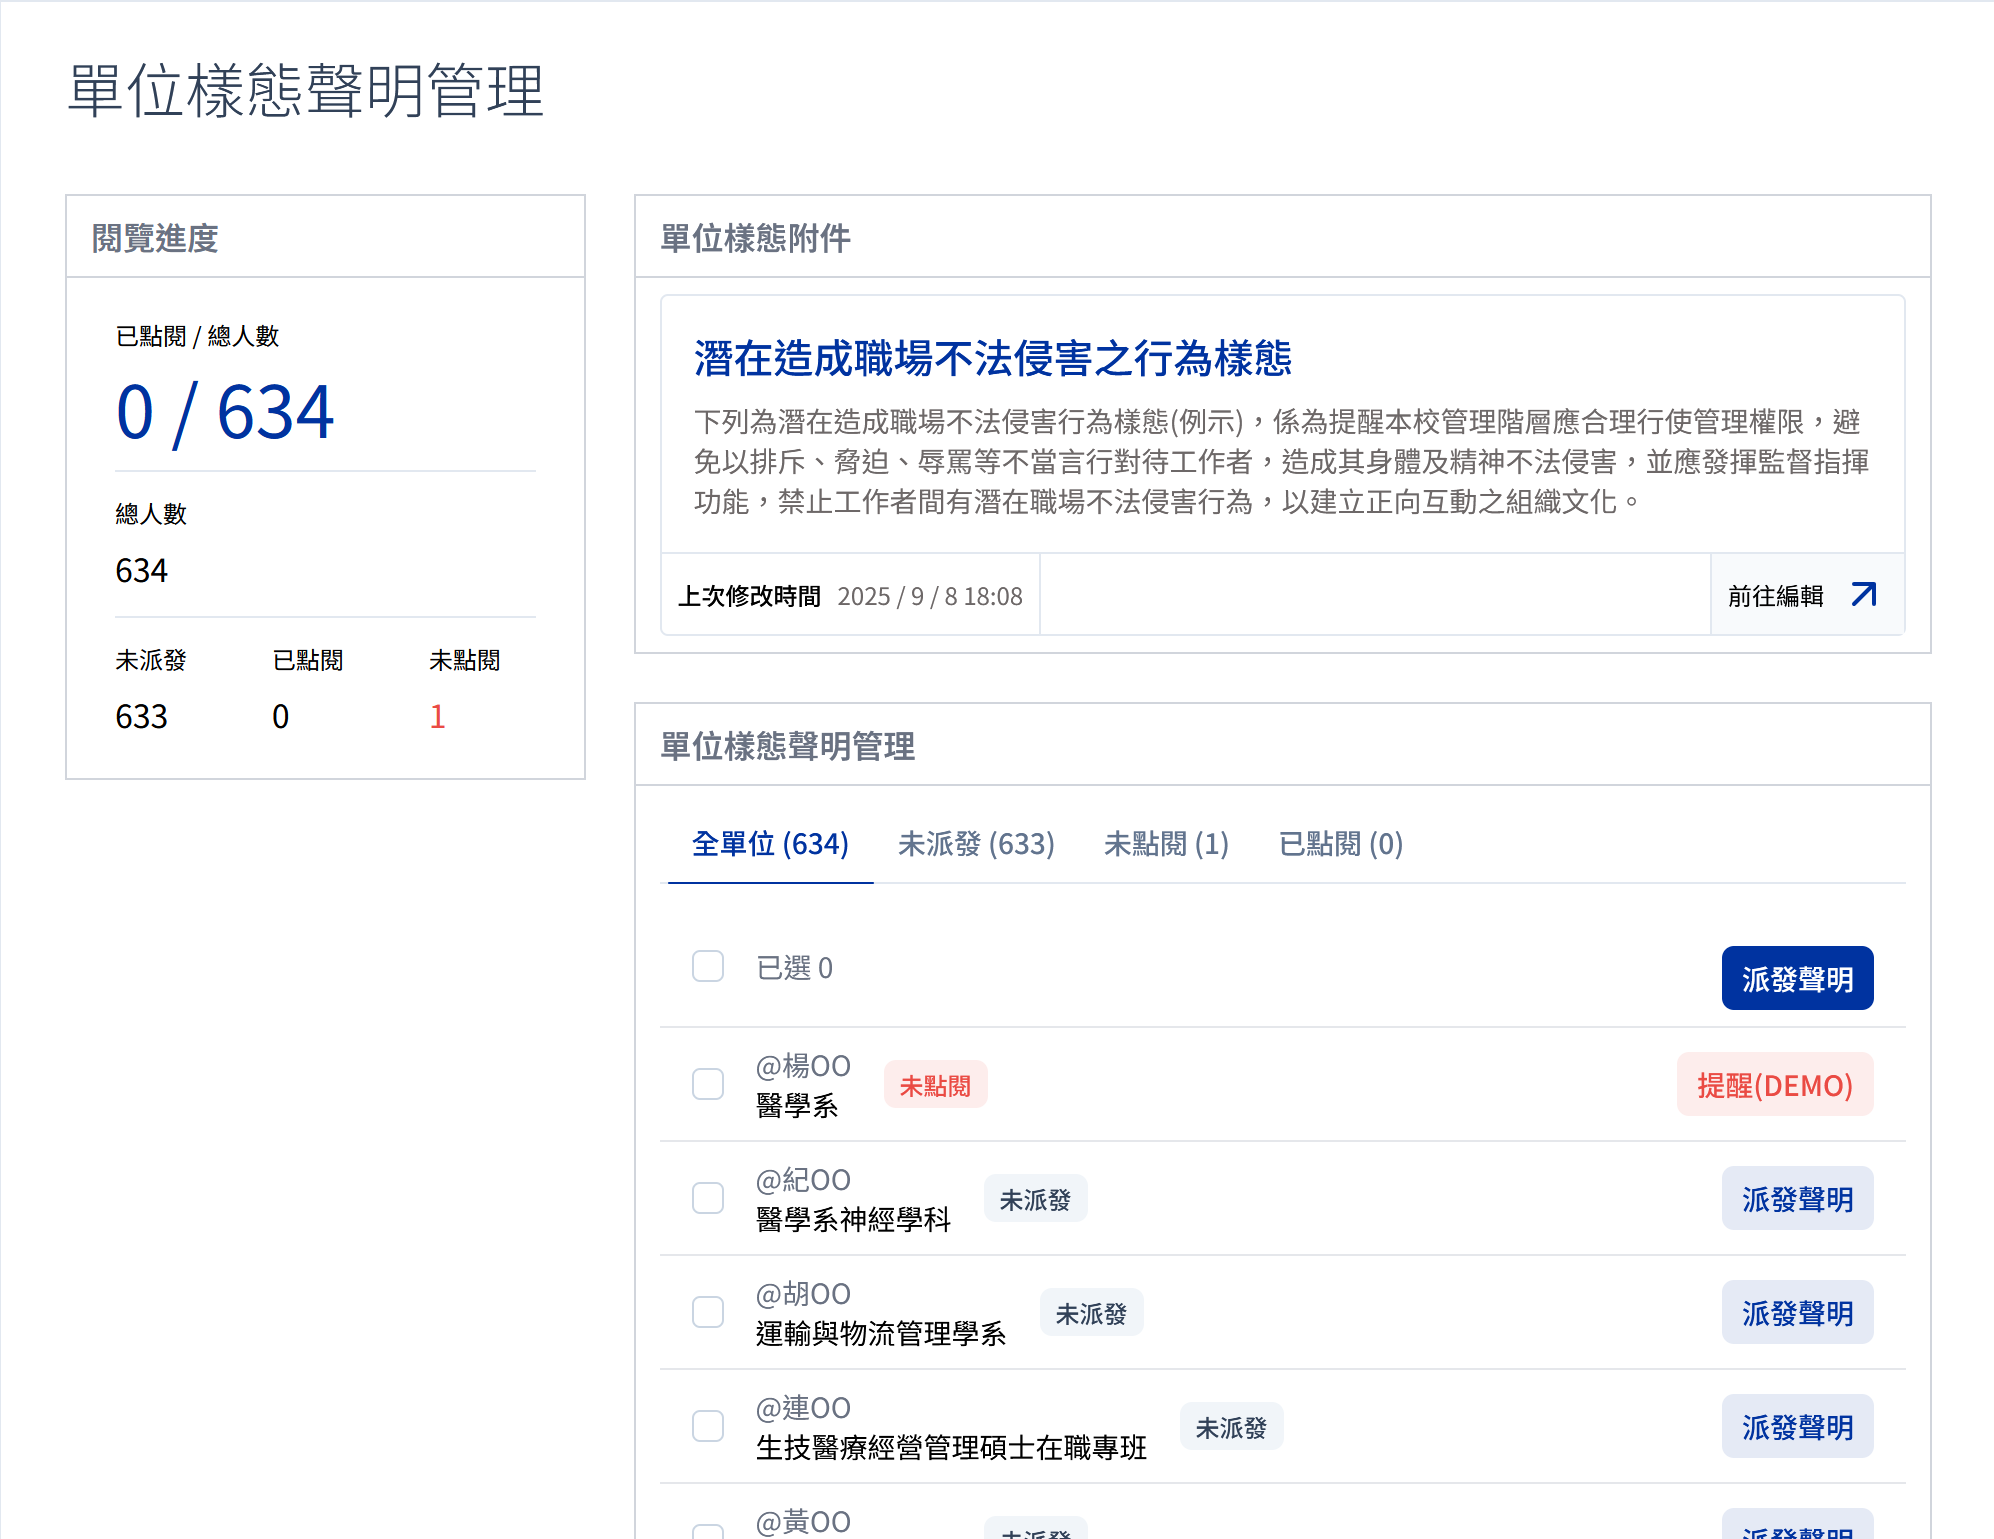 單位樣態聲明管理
閱覽進度
已點閱 / 總人數
0 / 634
總人數
634
未派發 已點閱 未點閱
633 0 1
單位樣態附件
潛在造成職場不法侵害之行為樣態
下列為潛在造成職場不法侵害行為樣態(例示)，係為提醒本校管理階層應合理行使管理權限，避
免以排斥、脅迫、辱罵等不當言行對待工作者，造成其身體及精神不法侵害，並應發揮監督指揮
功能，禁止工作者間有潛在職場不法侵害行為，以建立正向互動之組織文化。
上次修改時間 2025 / 9 / 8 18:08 前往編輯
單位樣態聲明管理
全單位 (634) 未派發 (633) 未點閱 (1) 已點閱 (0)
已選 0 派發聲明
@楊OO
醫學系 未點閱 提醒(DEMO)
@紀OO
醫學系神經學科 未派發 派發聲明
@胡OO
運輸與物流管理學系 未派發 派發聲明
@連OO
生技醫療經營管理碩士在職專班 未派發 派發聲明
@黃OO
未派發 派發聲明